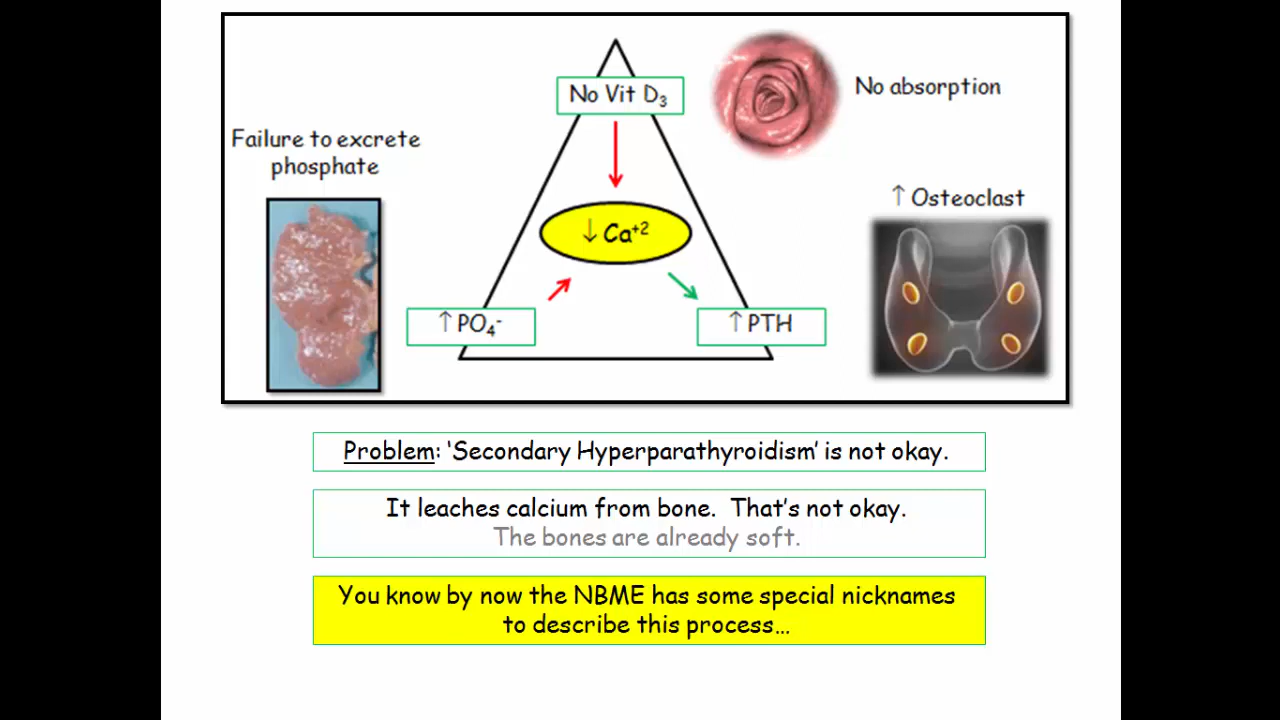 No Vit D₃
No absorption
Failure to excrete
phosphate
↑ Osteoclast
↓ Ca⁺²
↑ PO₄⁻
↑ PTH
Problem: ‘Secondary Hyperparathyroidism’ is not okay.
It leaches calcium from bone. That’s not okay.
The bones are already soft.
You know by now the NBME has some special nicknames
to describe this process…